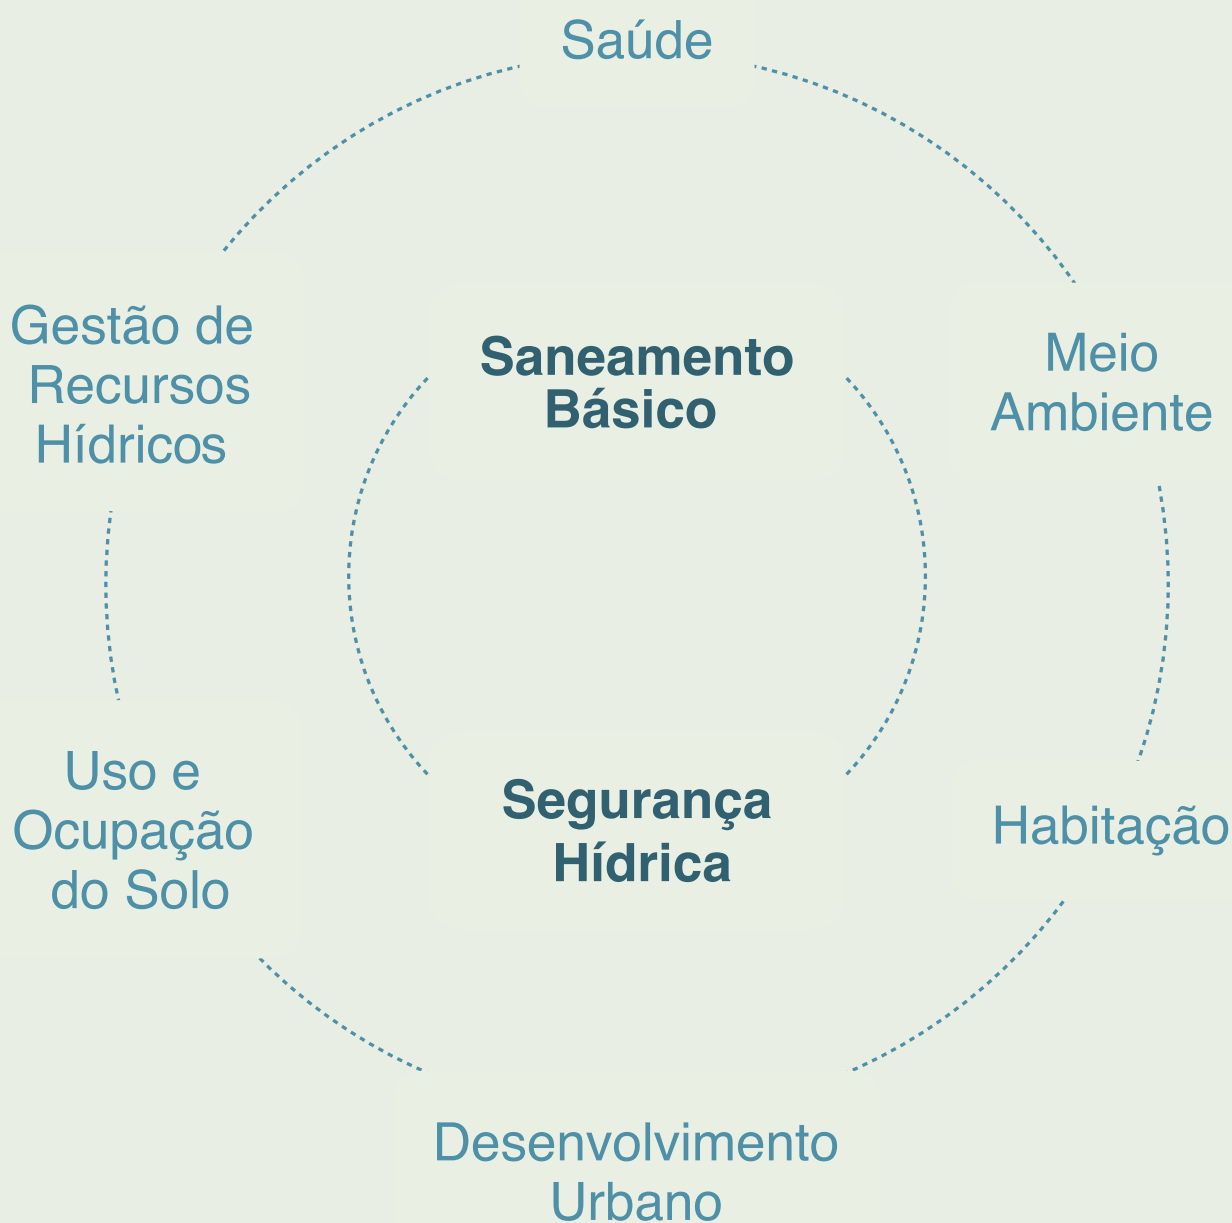 Saúde
Gestão de
Recursos
Hídricos
Saneamento
Básico
Meio
Ambiente
Uso e
Ocupação
do Solo
Segurança
Hídrica
Habitação
Desenvolvimento
Urbano